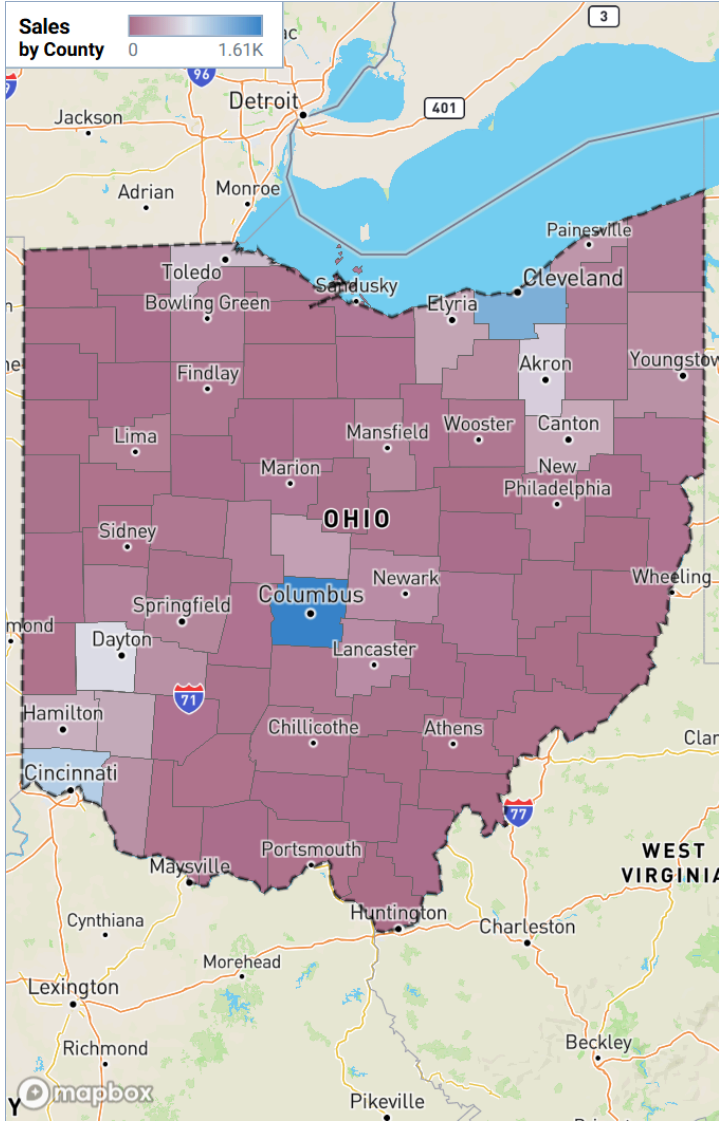 Sales
by County
0
1.61K
3
96
Detroit
401
Jackson
Adrian
Monroe
Painesville
Toledo
Sandusky
Cleveland
Bowling Green
Elyria
Akron
Youngstow
Findlay
Lima
Mansfield
Wooster
Canton
Marion
New
Philadelphia
OHIO
Sidney
Newark
Wheeling
Columbus
Springfield
mond
Dayton
Lancaster
71
Hamilton
Chillicothe
Athens
Clar
Cincinnati
77
WEST
VIRGINIA
Portsmouth
Maysville
Huntington
Cynthiana
Charleston
Morehead
Lexington
Richmond
Beckley
mapbox
Y
Pikeville